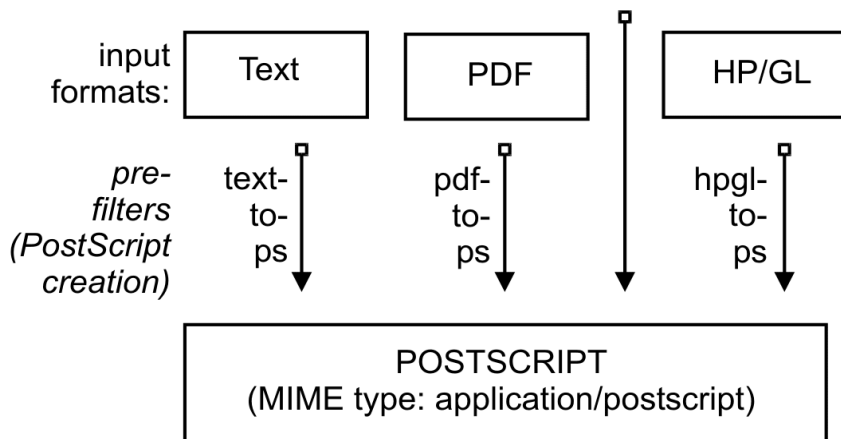 input
formats:
Text
PDF
HP/GL
pre-
filters
(PostScript
creation)
text-
to-
ps
pdf-
to-
ps
hpgl-
to-
ps
POSTSCRIPT
(MIME type: application/postscript)